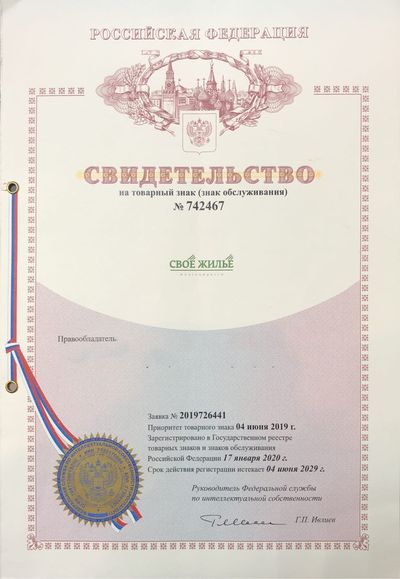 РОССИЙСКАЯ ФЕДЕРАЦИЯ
СВИДЕТЕЛЬСТВО
на товарный знак (знак обслуживания)
№ 742467
СВОЁ ЖИЛЬЁ
Правообладатель
Заявка № 2019726441
Приоритет товарного знака 04 июня 2019 г.
Зарегистрировано в Государственном реестре
товарных знаков и знаков обслуживания
Российской Федерации 17 января 2020 г.
Срок действия регистрации истекает 04 июня 2029 г.
Руководитель Федеральной службы
по интеллектуальной собственности
Г.П. Ивлиев